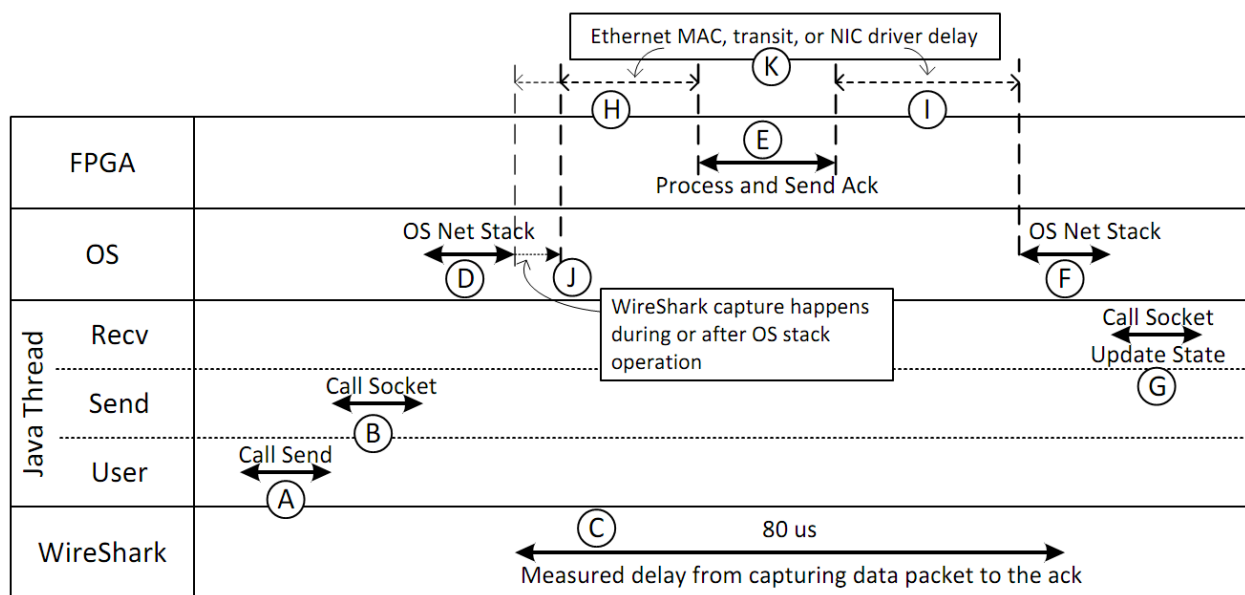 Ethernet MAC, transit, or NIC driver delay
K
H
I
FPGA
E
Process and Send Ack
OS
OS Net Stack
D
J
OS Net Stack
F
WireShark capture happens
during or after OS stack
operation
Java Thread
Recv
Call Socket
Update State
G
Send
Call Socket
B
User
Call Send
A
WireShark
C
80 us
Measured delay from capturing data packet to the ack